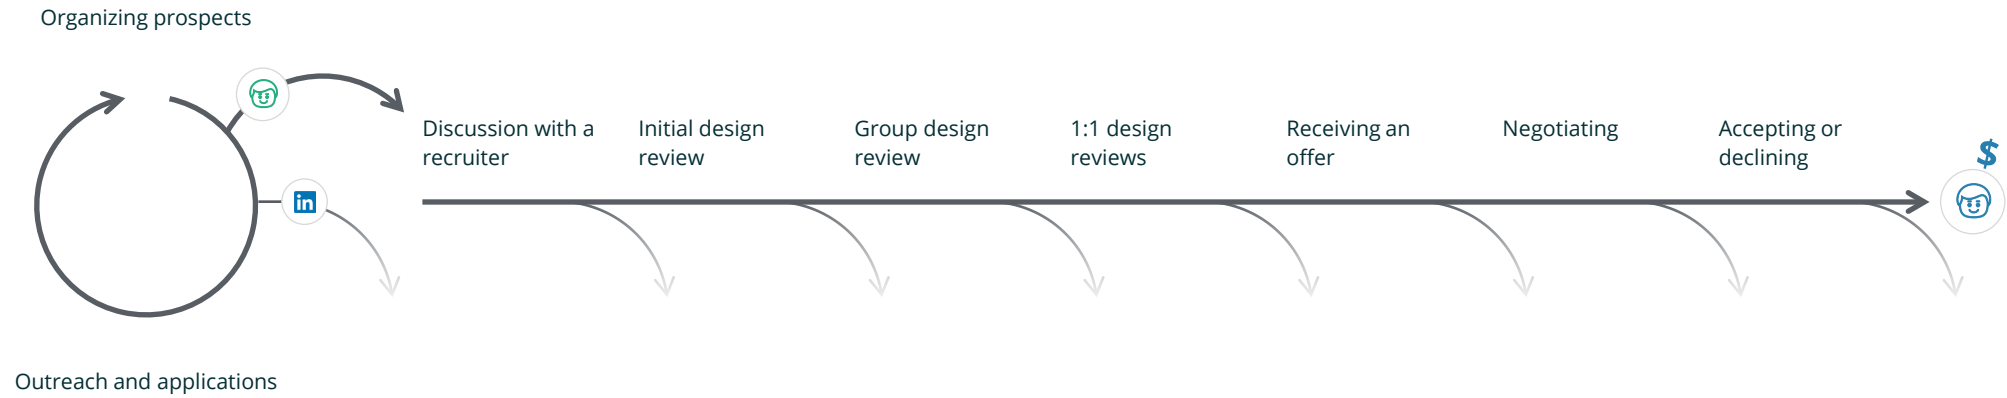 Organizing prospects
in
Discussion with a
recruiter
Initial design
review
Group design
review
1:1 design
reviews
Receiving an
offer
Negotiating
Accepting or
declining
$
Outreach and applications